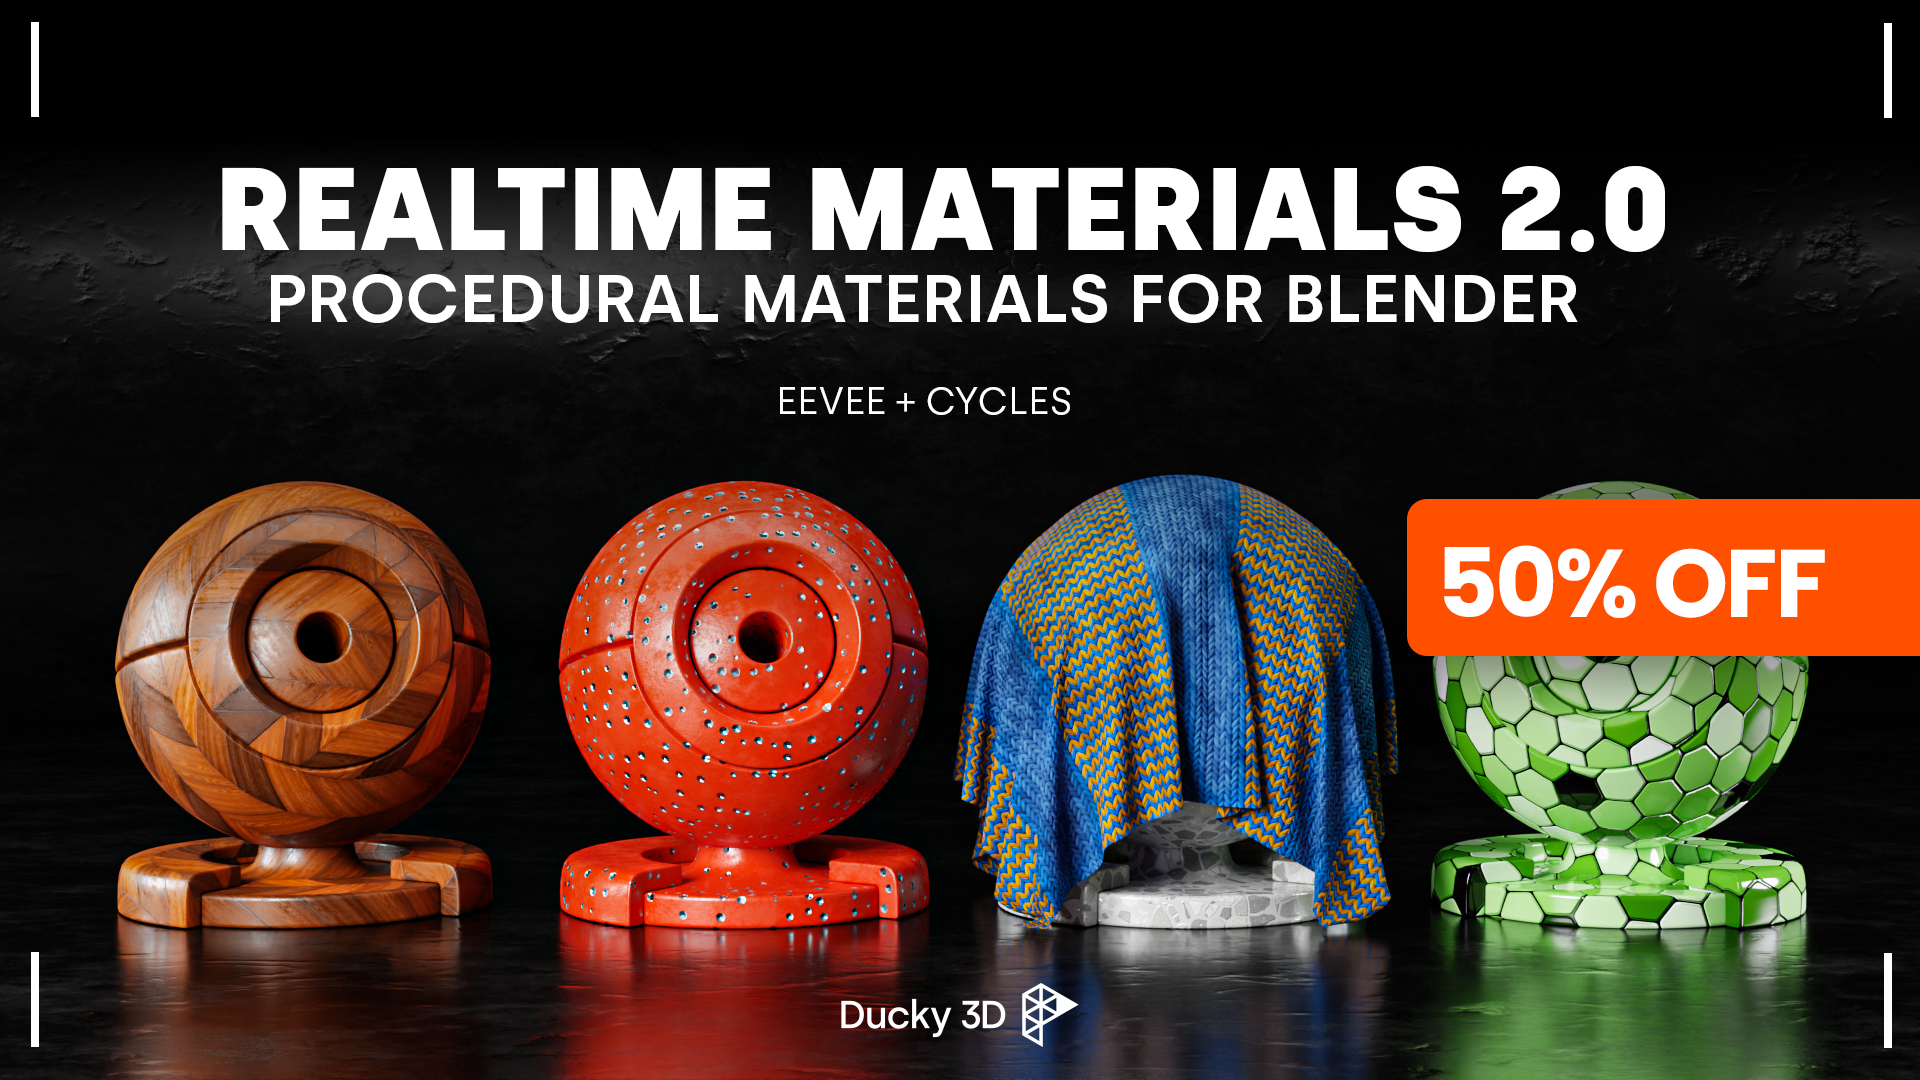 REALTIME MATERIALS 2.0
PROCEDURAL MATERIALS FOR BLENDER
EEVEE + CYCLES
50% OFF
Ducky 3D